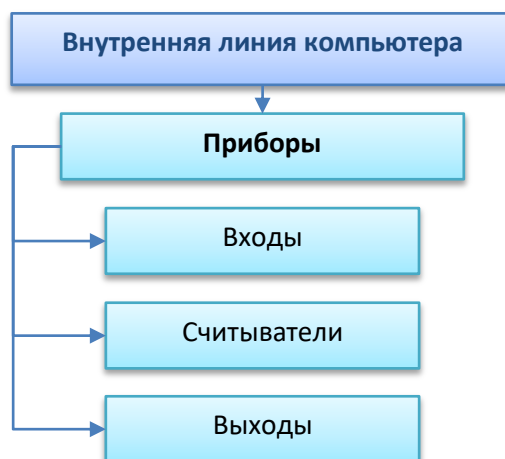 Внутренняя линия компьютера
Приборы
Входы
Считыватели
Выходы